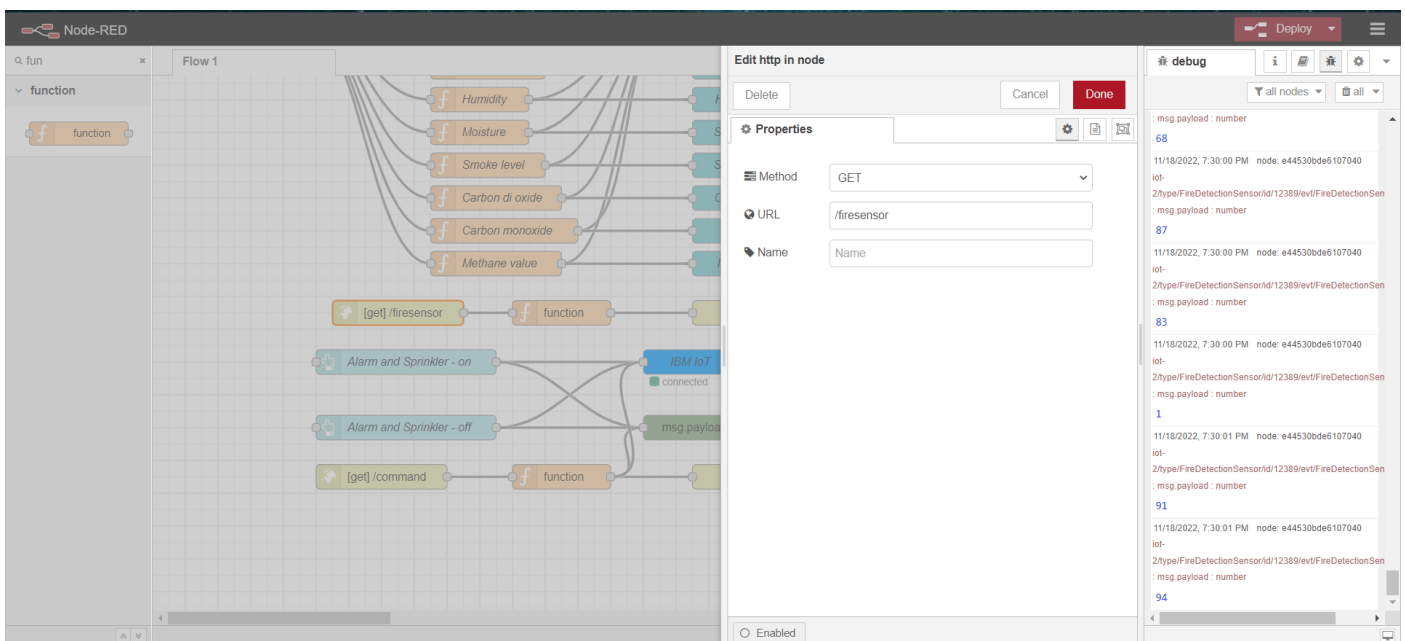 Node-RED
Deploy
fun
Flow 1
function
function
Humidity
Moisture
Smoke level
Carbon di oxide
Carbon monoxide
Methane value
[get] /firesensor
function
Alarm and Sprinkler - on
IBM IoT
connected
Alarm and Sprinkler - off
msg.payloa
[get] /command
function
Edit http in node
Delete
Cancel
Done
Properties
Method
GET
URL
/firesensor
Name
Name
Enabled
debug
i
all nodes
all
: msg.payload : number
68
11/18/2022, 7:30:00 PM node: e44530bde6107040
iot-
2/type/FireDetectionSensor/id/12389/evt/FireDetectionSen
: msg.payload : number
87
11/18/2022, 7:30:00 PM node: e44530bde6107040
iot-
2/type/FireDetectionSensor/id/12389/evt/FireDetectionSen
: msg.payload : number
83
11/18/2022, 7:30:00 PM node: e44530bde6107040
iot-
2/type/FireDetectionSensor/id/12389/evt/FireDetectionSen
: msg.payload : number
1
11/18/2022, 7:30:01 PM node: e44530bde6107040
iot-
2/type/FireDetectionSensor/id/12389/evt/FireDetectionSen
: msg.payload : number
91
11/18/2022, 7:30:01 PM node: e44530bde6107040
iot-
2/type/FireDetectionSensor/id/12389/evt/FireDetectionSen
: msg.payload : number
94